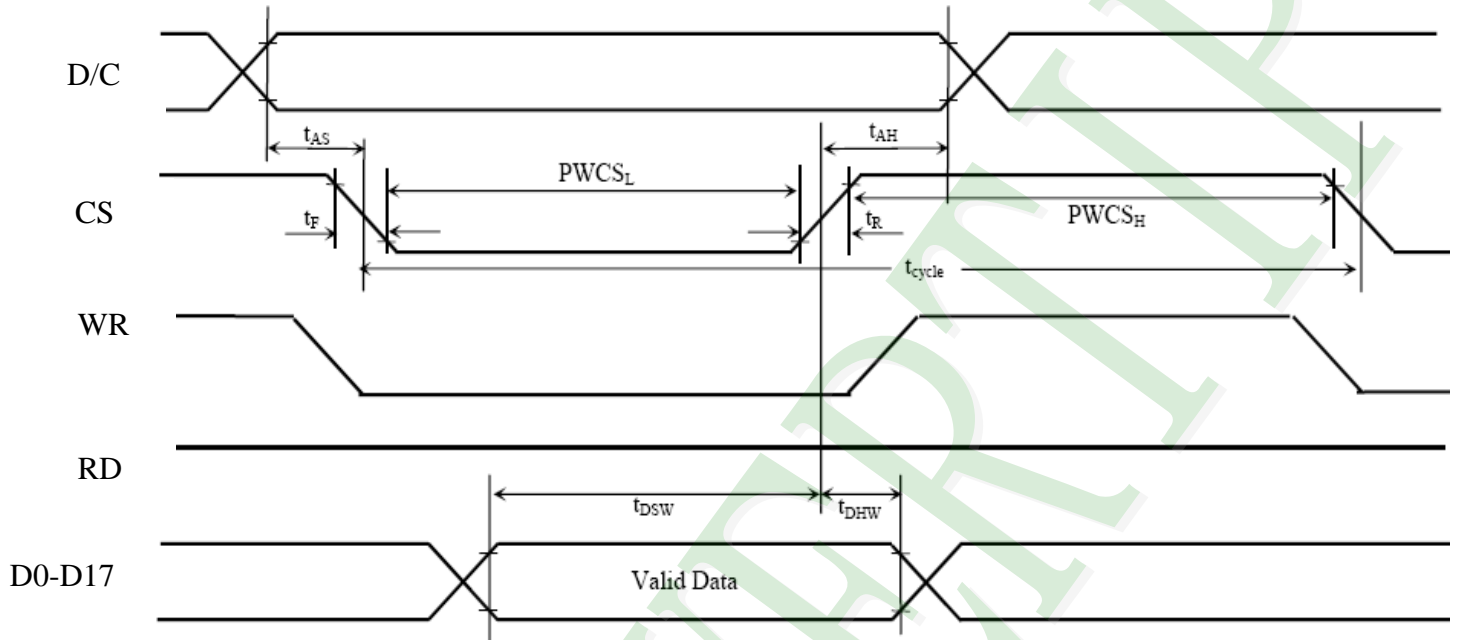 D/C
tAS
tAH
PWCSL
CS
tF
tR
PWCSH
tcycle
WR
RD
tDSW
tDHW
D0-D17
Valid Data